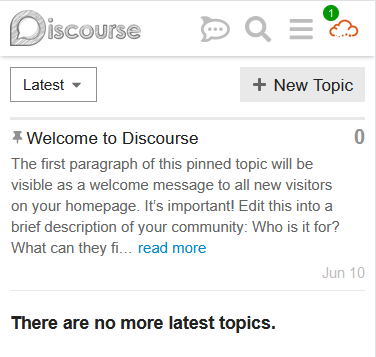 Discourse
1
Latest
+ New Topic
Welcome to Discourse
0
The first paragraph of this pinned topic will be
visible as a welcome message to all new visitors
on your homepage. It's important! Edit this into a
brief description of your community: Who is it for?
What can they fi... read more
Jun 10
There are no more latest topics.